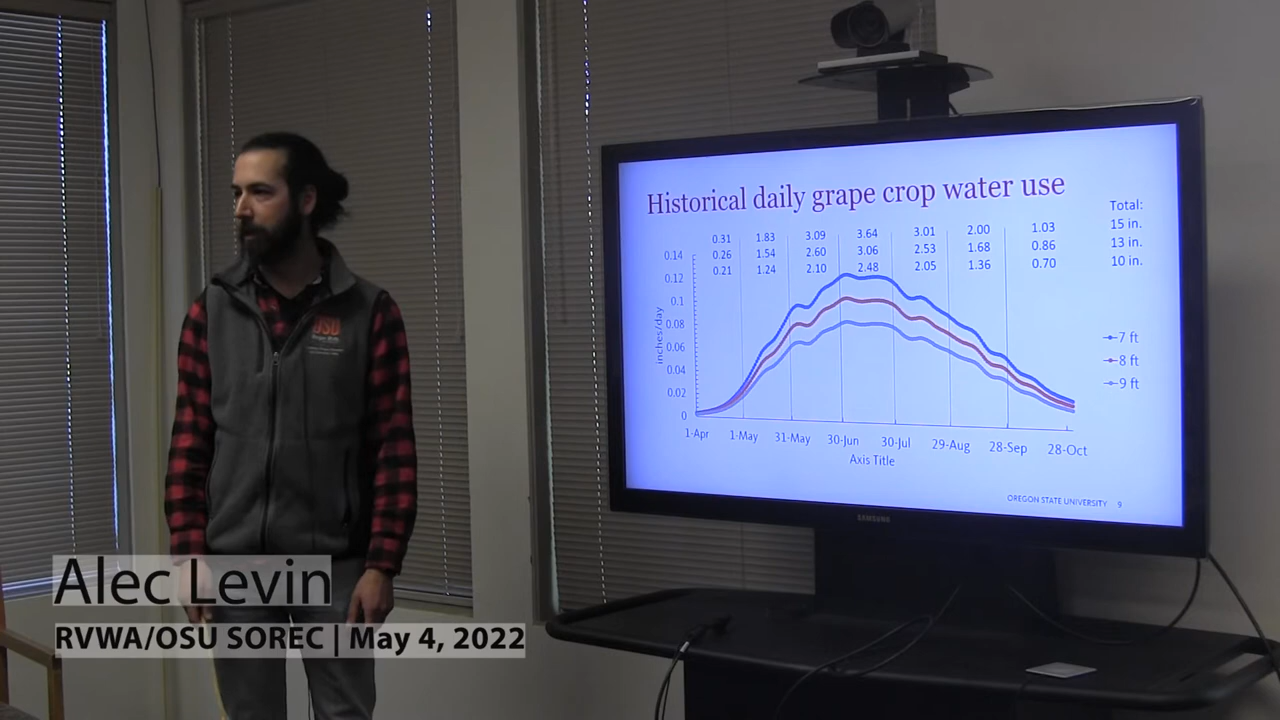 Historical daily grape crop water use
Total:
0.31 1.83 3.09 3.64 3.01 2.00 1.03 15 in.
0.26 1.54 2.60 3.06 2.53 1.68 0.86 13 in.
0.21 1.24 2.10 2.48 2.05 1.36 0.70 10 in.
0.14
0.12
0.1
0.08
0.06
0.04
0.02
0
inches/day
7 ft
8 ft
9 ft
1-Apr 1-May 31-May 30-Jun 30-Jul 29-Aug 28-Sep 28-Oct
Axis Title
OREGON STATE UNIVERSITY 9
SAMSUNG
OSU
Alec Levin
RVWA/OSU SOREC | May 4, 2022